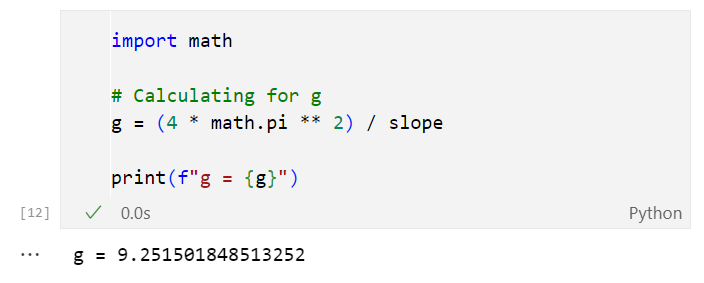 import math
# Calculating for g
g = (4 * math.pi ** 2) / slope
print(f"g = {g}")
[12]
0.0s
Python
... g = 9.251501848513252